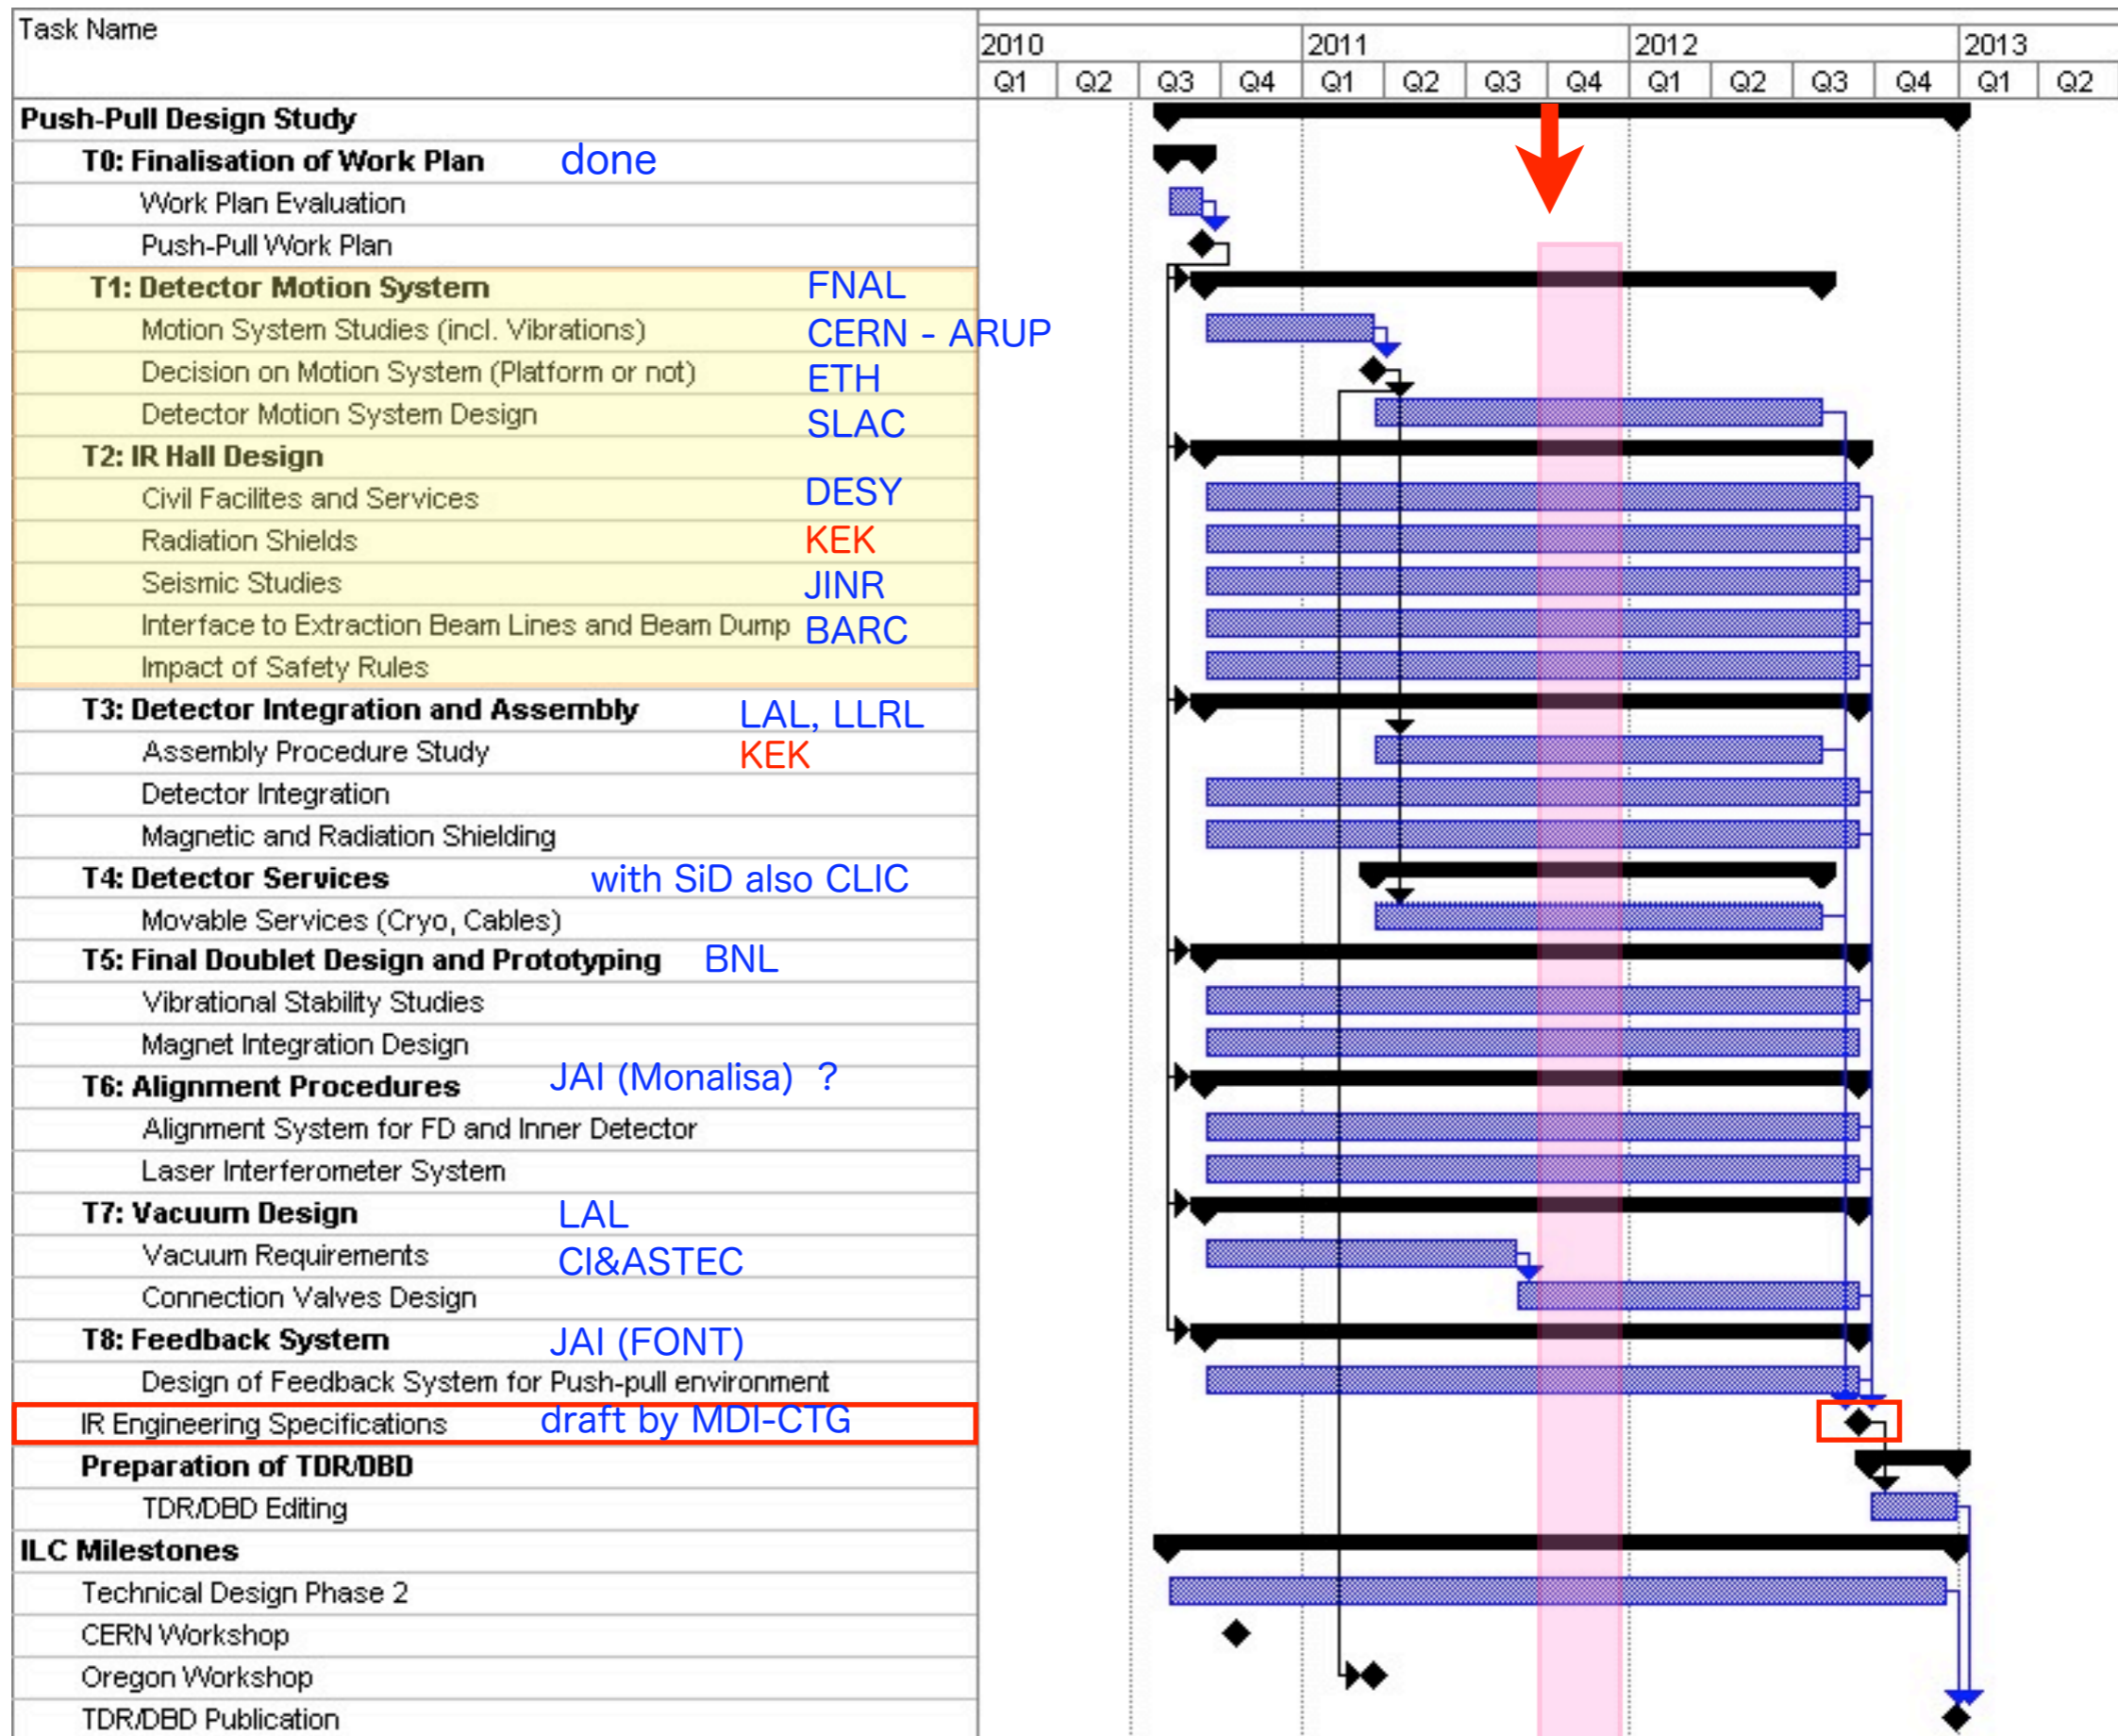 Task Name
2010 2011 2012 2013
Q1 Q2 Q3 Q4 Q1 Q2 Q3 Q4 Q1 Q2 Q3 Q4 Q1 Q2
Push-Pull Design Study
T0: Finalisation of Work Plan done
Work Plan Evaluation
Push-Pull Work Plan
T1: Detector Motion System FNAL
Motion System Studies (incl. Vibrations) CERN - ARUP
Decision on Motion System (Platform or not) ETH
Detector Motion System Design SLAC
T2: IR Hall Design
Civil Facilites and Services DESY
Radiation Shields KEK
Seismic Studies JINR
Interface to Extraction Beam Lines and Beam Dump BARC
Impact of Safety Rules
T3: Detector Integration and Assembly LAL, LLRL
Assembly Procedure Study KEK
Detector Integration
Magnetic and Radiation Shielding
T4: Detector Services with SiD also CLIC
Movable Services (Cryo, Cables)
T5: Final Doublet Design and Prototyping BNL
Vibrational Stability Studies
Magnet Integration Design
T6: Alignment Procedures JAI (Monalisa) ?
Alignment System for FD and Inner Detector
Laser Interferometer System
T7: Vacuum Design LAL
Vacuum Requirements CI&ASTEC
Connection Valves Design
T8: Feedback System JAI (FONT)
Design of Feedback System for Push-pull environment
IR Engineering Specifications draft by MDI-CTG
Preparation of TDR/DBD
TDR/DBD Editing
ILC Milestones
Technical Design Phase 2
CERN Workshop
Oregon Workshop
TDR/DBD Publication